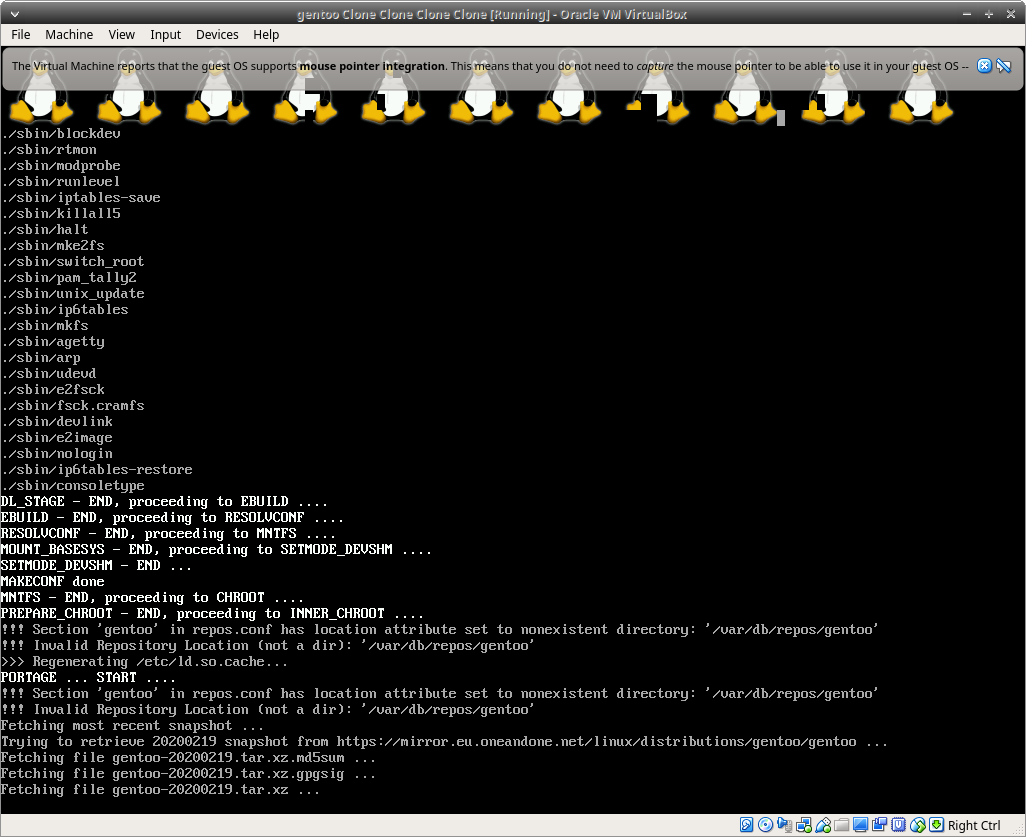 gentoo Clone Clone Clone Clone [Running] - Oracle VM VirtualBox
File Machine View Input Devices Help
The Virtual Machine reports that the guest OS supports mouse pointer integration. This means that you do not need to capture the mouse pointer to be able to use it in your guest OS --
./sbin/blockdev
./sbin/rtmon
./sbin/modprobe
./sbin/runlevel
./sbin/iptables-save
./sbin/killall5
./sbin/halt
./sbin/mke2fs
./sbin/switch_root
./sbin/pam_tally2
./sbin/unix_update
./sbin/ip6tables
./sbin/mkfs
./sbin/agetty
./sbin/arp
./sbin/udevd
./sbin/e2fsck
./sbin/fsck.cramfs
./sbin/devlink
./sbin/e2image
./sbin/nologin
./sbin/ip6tables-restore
./sbin/consoletype
DL_STAGE - END, proceeding to EBUILD ....
EBUILD - END, proceeding to RESOLVCONF ....
RESOLVCONF - END, proceeding to MNTFS ....
MOUNT_BASESYS - END, proceeding to SETMODE_DEVSHM ....
SETMODE_DEVSHM - END ...
MAKECONF done
MNTFS - END, proceeding to CHROOT ....
PREPARE_CHROOT - END, proceeding to INNER_CHROOT ....
!!! Section 'gentoo' in repos.conf has location attribute set to nonexistent directory: '/var/db/repos/gentoo'
!!! Invalid Repository Location (not a dir): '/var/db/repos/gentoo'
>>> Regenerating /etc/ld.so.cache...
PORTAGE ... START ....
!!! Section 'gentoo' in repos.conf has location attribute set to nonexistent directory: '/var/db/repos/gentoo'
!!! Invalid Repository Location (not a dir): '/var/db/repos/gentoo'
Fetching most recent snapshot ...
Trying to retrieve 20200219 snapshot from https://mirror.eu.oneandone.net/linux/distributions/gentoo/gentoo ...
Fetching file gentoo-20200219.tar.xz.md5sum ...
Fetching file gentoo-20200219.tar.xz.gpgsig ...
Fetching file gentoo-20200219.tar.xz ...
Right Ctrl